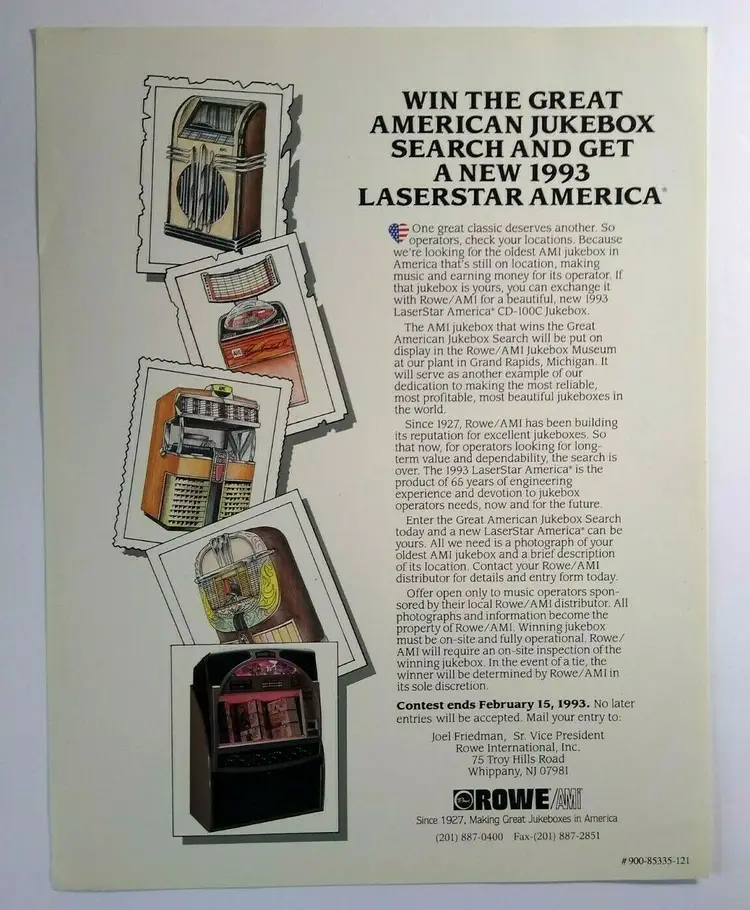 WIN THE GREAT
AMERICAN JUKEBOX
SEARCH AND GET
A NEW 1993
LASERSTAR AMERICA®
One great classic deserves another. So
operators, check your locations. Because
we're looking for the oldest AMI jukebox in
America that's still on location, making
music and earning money for its operator. If
that jukebox is yours, you can exchange it
with Rowe/AMI for a beautiful, new 1993
LaserStar America® CD-100C Jukebox.
The AMI jukebox that wins the Great
American Jukebox Search will be put on
display in the Rowe/AMI Jukebox Museum
at our plant in Grand Rapids, Michigan. It
will serve as another example of our
dedication to making the most reliable,
most profitable, most beautiful jukeboxes in
the world.
Since 1927, Rowe/AMI has been building
its reputation for excellent jukeboxes. So
that now, for operators looking for long-
term value and dependability, the search is
over. The 1993 LaserStar America® is the
product of 66 years of engineering
experience and devotion to jukebox
operators needs, now and for the future.
Enter the Great American Jukebox Search
today and a new LaserStar America® can be
yours. All we need is a photograph of your
oldest AMI jukebox and a brief description
of its location. Contact your Rowe/AMI
distributor for details and entry form today.
Offer open only to music operators spon-
sored by their local Rowe/AMI distributor. All
photographs and information become the
property of Rowe/AMI. Winning jukebox
must be on-site and fully operational. Rowe/
AMI will require an on-site inspection of the
winning jukebox. In the event of a tie, the
winner will be determined by Rowe/AMI in
its sole discretion.
Contest ends February 15, 1993. No later
entries will be accepted. Mail your entry to:
Joel Friedman, Sr. Vice President
Rowe International, Inc.
75 Troy Hills Road
Whippany, NJ 07981
ROWE/AMi
Since 1927, Making Great Jukeboxes in America
(201) 887-0400 Fax-(201) 887-2851
#900-85335-121